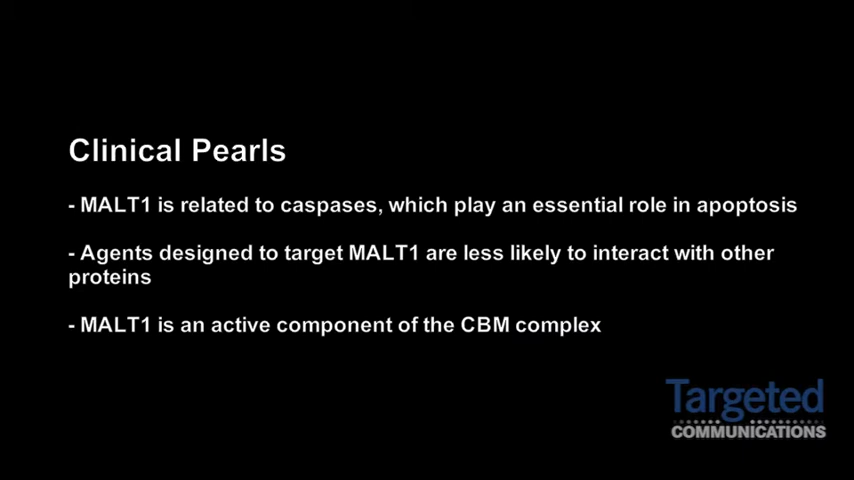 Clinical Pearls
- MALT1 is related to caspases, which play an essential role in apoptosis
- Agents designed to target MALT1 are less likely to interact with other
proteins
- MALT1 is an active component of the CBM complex
Targeted
COMMUNICATIONS